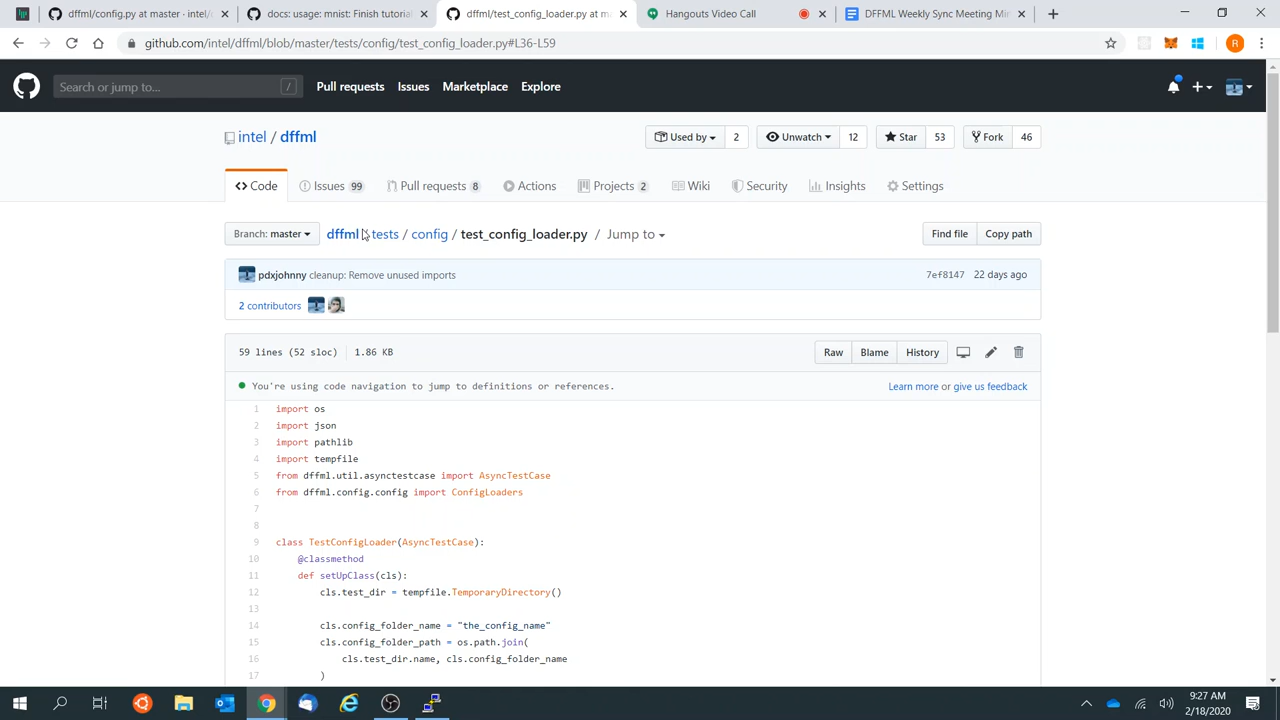 dffml/config.py at master · intel/d
docs: usage: mnist: Finish tutorial
dffml/test_config_loader.py at m
Hangouts Video Call
DFFML Weekly Sync Meeting Min
github.com/intel/dffml/blob/master/tests/config/test_config_loader.py#L36-L59
R
Search or jump to... /
Pull requests Issues Marketplace Explore
intel / dffml
Used by 2 Unwatch 12 Star 53 Fork 46
Code Issues 99 Pull requests 8 Actions Projects 2 Wiki Security Insights Settings
Branch: master dffml / tests / config / test_config_loader.py / Jump to Find file Copy path
pdxjohnny cleanup: Remove unused imports 7ef8147 22 days ago
2 contributors
59 lines (52 sloc) 1.86 KB Raw Blame History
You're using code navigation to jump to definitions or references. Learn more or give us feedback
1 import os
2 import json
3 import pathlib
4 import tempfile
5 from dffml.util.asynctestcase import AsyncTestCase
6 from dffml.config.config import ConfigLoaders
7
8
9 class TestConfigLoader(AsyncTestCase):
10 @classmethod
11 def setUpClass(cls):
12 cls.test_dir = tempfile.TemporaryDirectory()
13
14 cls.config_folder_name = "the_config_name"
15 cls.config_folder_path = os.path.join(
16 cls.test_dir.name, cls.config_folder_name
17 )
9:27 AM
2/18/2020